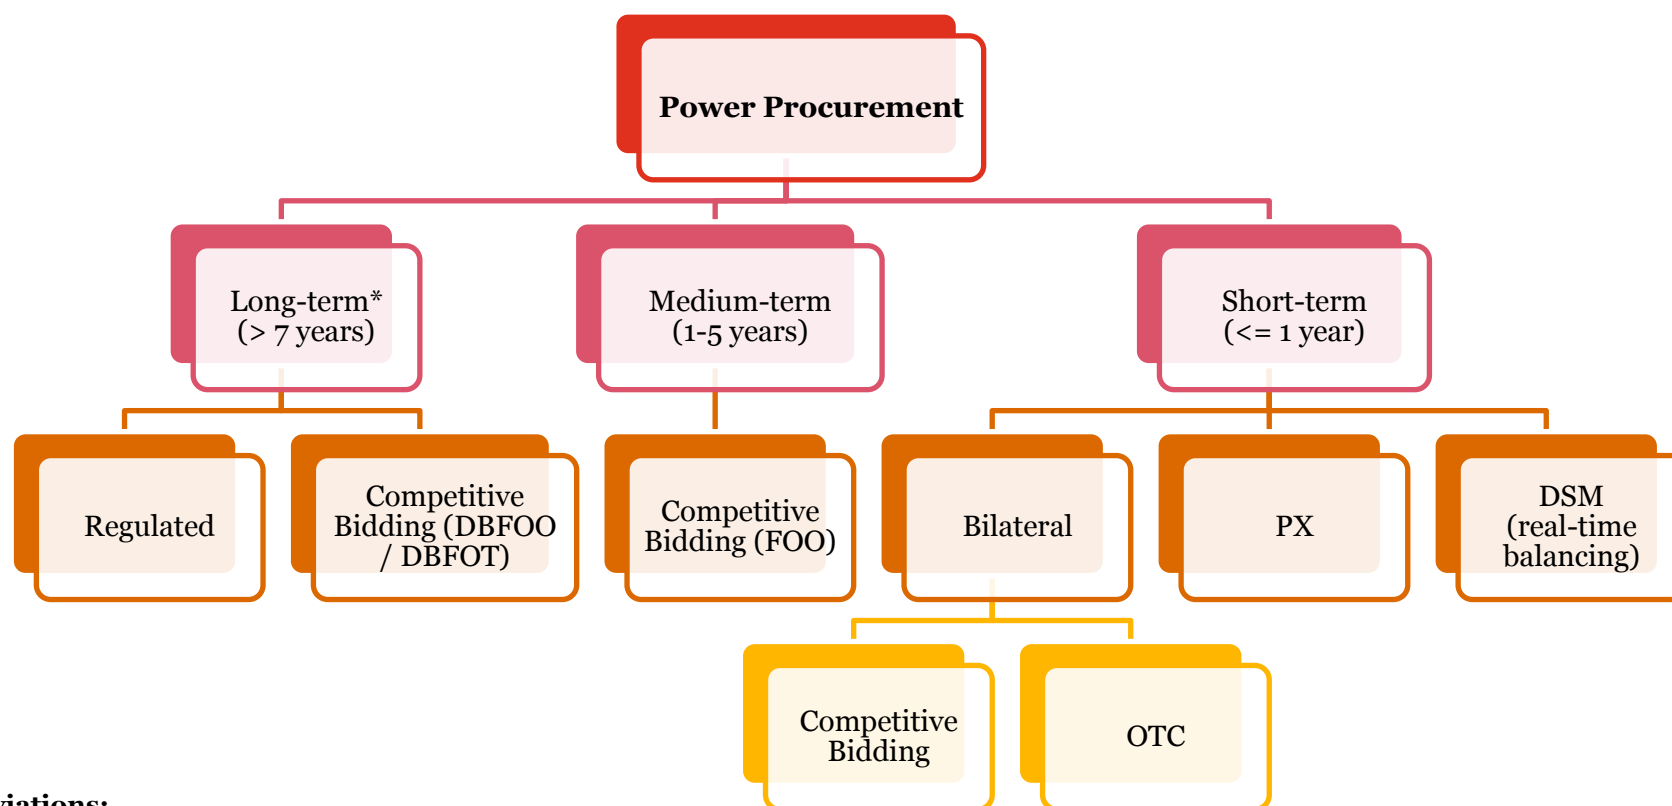 Power Procurement
Long-term*
(> 7 years)
Medium-term
(1-5 years)
Short-term
(<= 1 year)
Regulated
Competitive
Bidding (DBFOO
/ DBFOT)
Competitive
Bidding (FOO)
Bilateral
PX
DSM
(real-time
balancing)
Competitive
Bidding
OTC
viations: